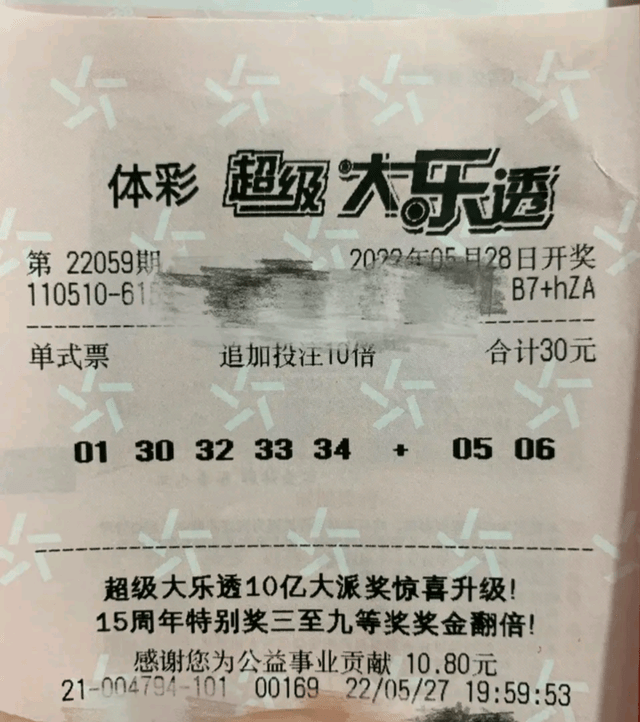 体彩 超级大乐透
第 22059期 2022年05月28日开奖
110510-61 B7+hZA
单式票 追加投注10倍 合计30元
01 30 32 33 34 + 05 06
超级大乐透10亿大派奖惊喜升级!
15周年特别奖三至九等奖奖金翻倍!
感谢您为公益事业贡献 10.80元
21-004794-101 00169 22/05/27 19:59:53